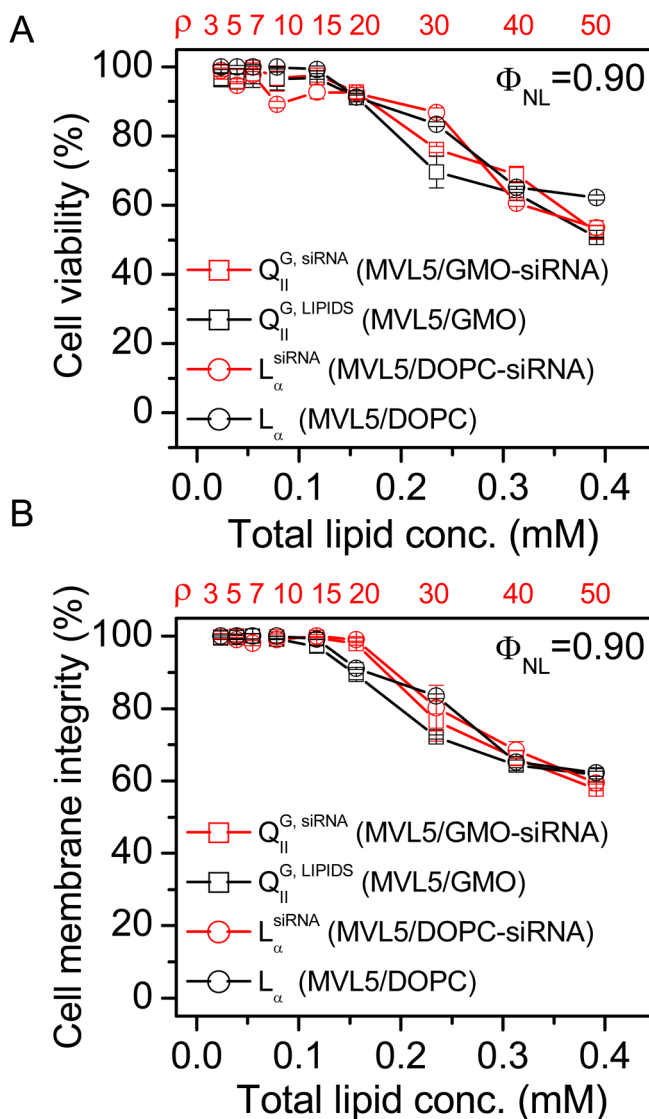 A
ρ 3 5 7 10 15 20 30 40 50
ΦNL=0.90
Cell viability (%)
100
80
60
40
20
0
QII^G, siRNA (MVL5/GMO-siRNA)
QII^G, LIPIDS (MVL5/GMO)
Lα^siRNA (MVL5/DOPC-siRNA)
Lα (MVL5/DOPC)
0.0 0.1 0.2 0.3 0.4
Total lipid conc. (mM)
B
ρ 3 5 7 10 15 20 30 40 50
ΦNL=0.90
Cell membrane integrity (%)
100
80
60
40
20
0
QII^G, siRNA (MVL5/GMO-siRNA)
QII^G, LIPIDS (MVL5/GMO)
Lα^siRNA (MVL5/DOPC-siRNA)
Lα (MVL5/DOPC)
0.0 0.1 0.2 0.3 0.4
Total lipid conc. (mM)